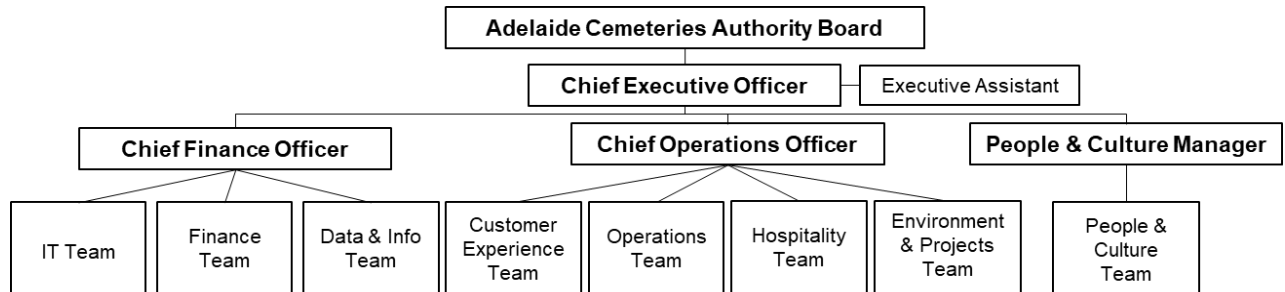 Adelaide Cemeteries Authority Board
Chief Executive Officer
Executive Assistant
Chief Finance Officer
Chief Operations Officer
People & Culture Manager
IT Team
Finance
Team
Data & Info
Team
Customer
Experience
Team
Operations
Team
Hospitality
Team
Environment
& Projects
Team
People &
Culture
Team